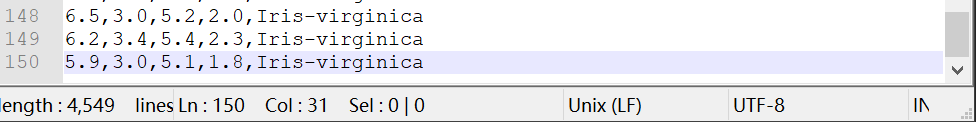 148 6.5,3.0,5.2,2.0,Iris-virginica
149 6.2,3.4,5.4,2.3,Iris-virginica
150 5.9,3.0,5.1,1.8,Iris-virginica
length : 4,549 lines Ln : 150 Col : 31 Sel : 0 | 0 Unix (LF) UTF-8 IN